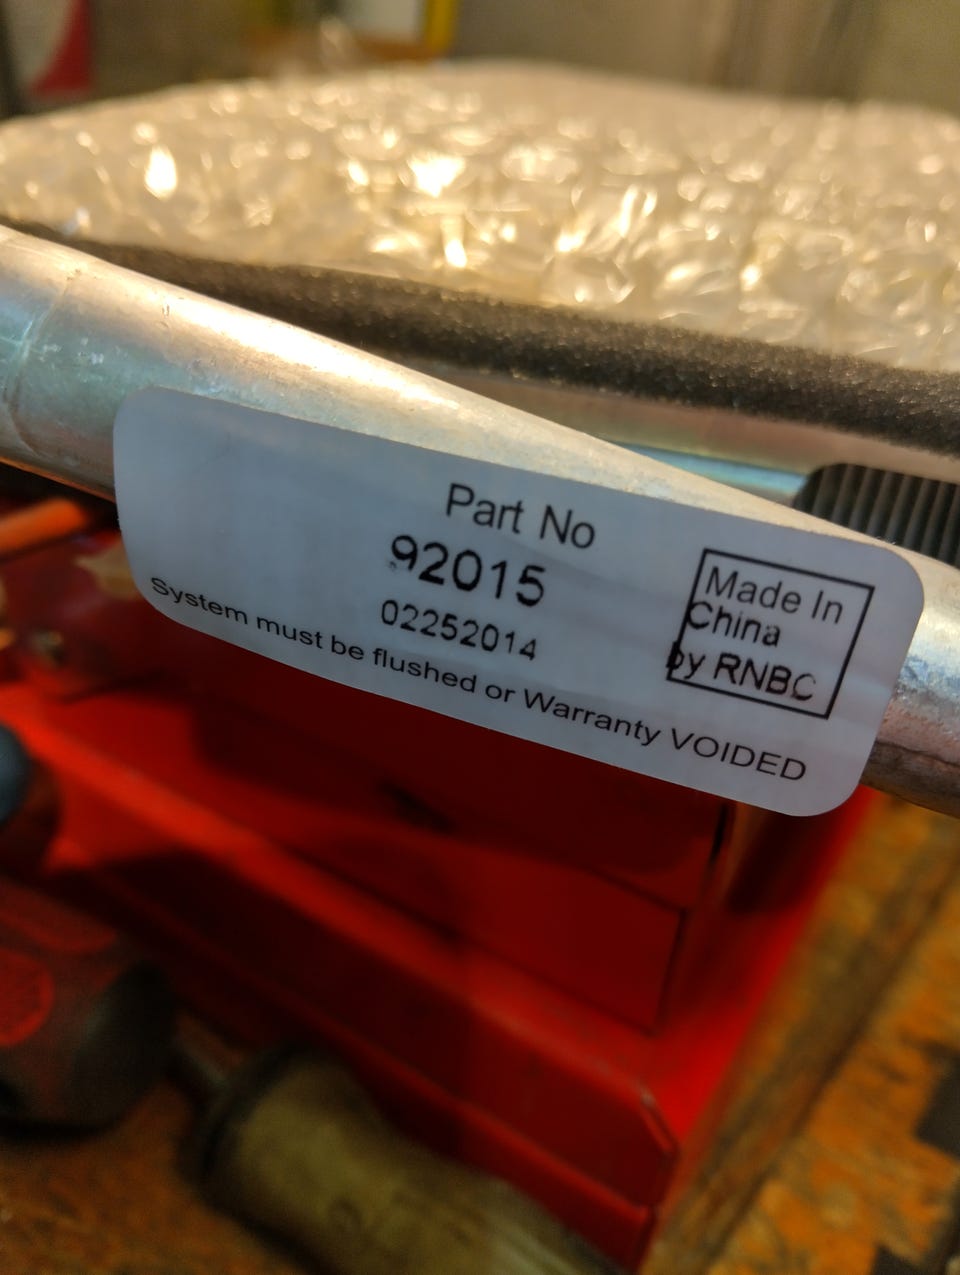 Part No
92015
02252014
System must be flushed or Warranty VOIDED
Made In
China
by RNBC